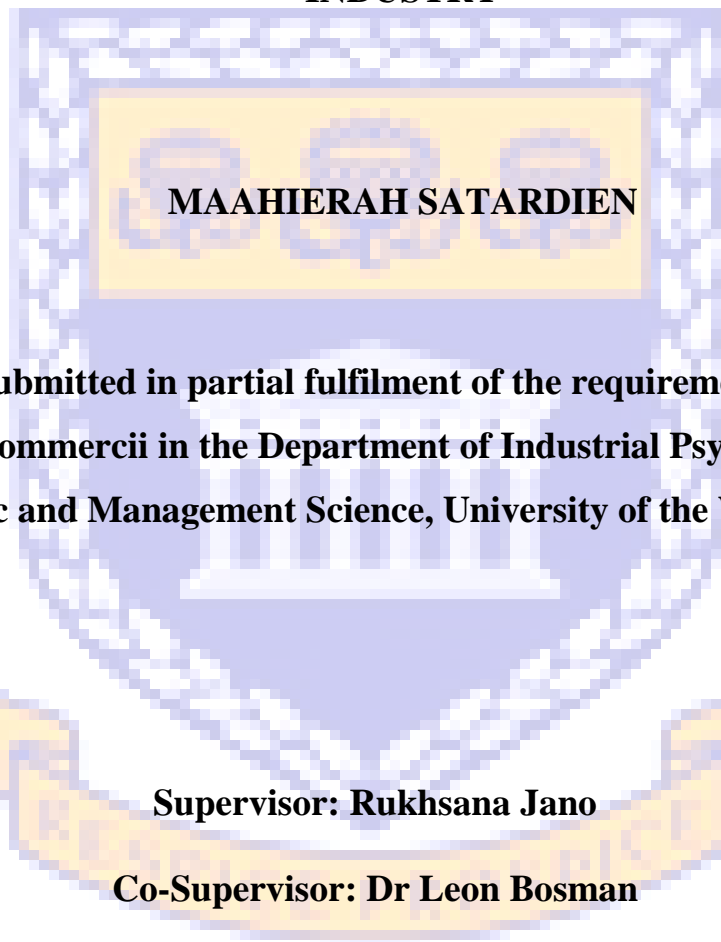 INDUSTRY
MAAHIERAH SATARDIEN
ubmitted in partial fulfilment of the requireme
ommercii in the Department of Industrial Psy
c and Management Science, University of the
Supervisor: Rukhsana Jano
Co-Supervisor: Dr Leon Bosman